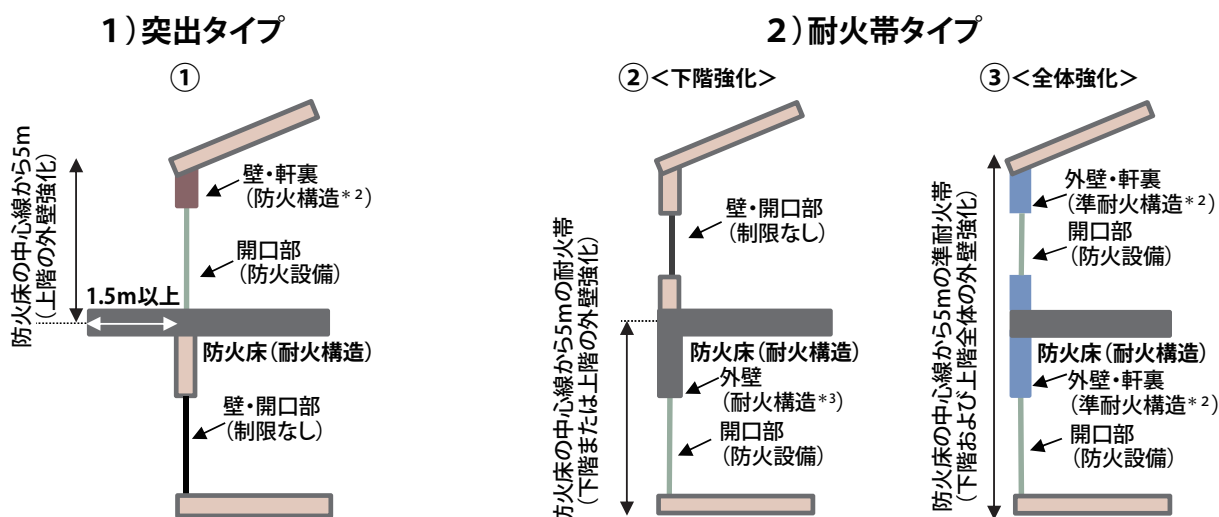 1）突出タイプ
①
防火床の中心線から5m
（上階の外壁強化）
壁・軒裏
（防火構造＊²）
開口部
（防火設備）
1.5m以上
防火床（耐火構造）
壁・開口部
（制限なし）
2）耐火帯タイプ
②＜下階強化＞
防火床の中心線から5mの耐火帯
（下階または上階の外壁強化）
壁・開口部
（制限なし）
防火床（耐火構造）
外壁
（耐火構造＊³）
開口部
（防火設備）
③＜全体強化＞
防火床の中心線から5mの準耐火帯
（下階および上階全体の外壁強化）
外壁・軒裏
（準耐火構造＊²）
開口部
（防火設備）
防火床（耐火構造）
外壁・軒裏
（準耐火構造＊²）
開口部
（防火設備）